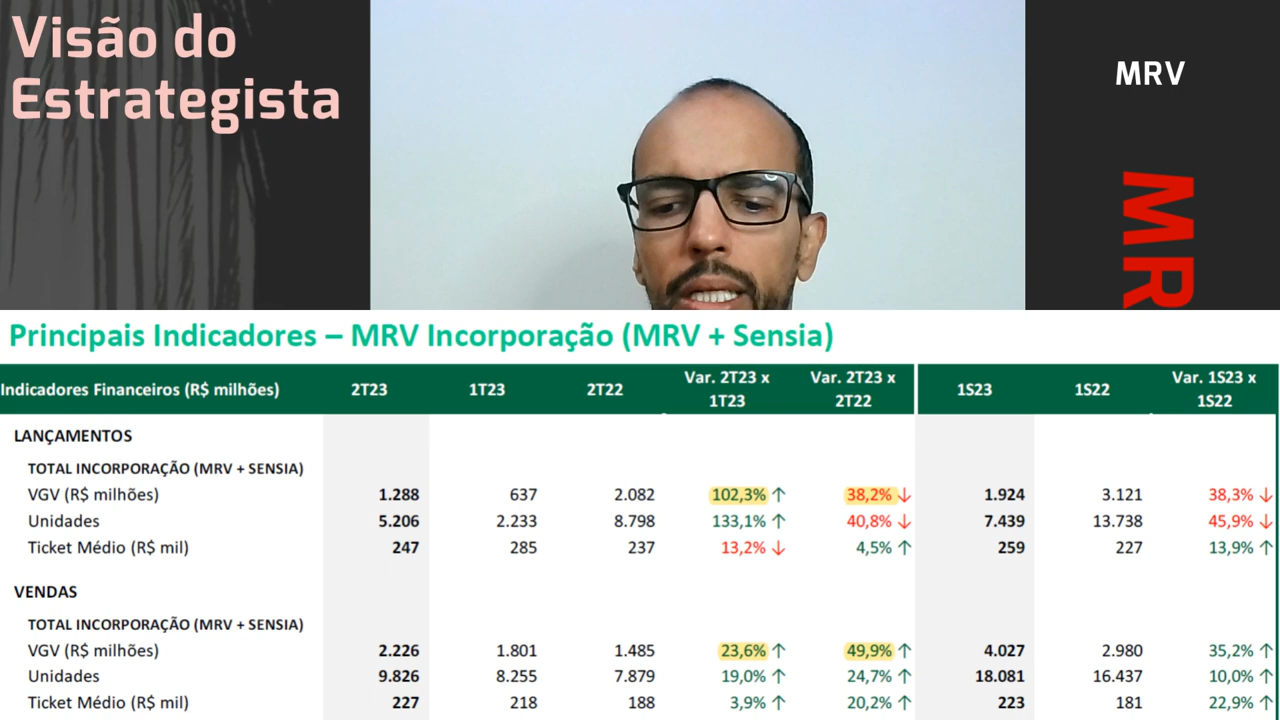 Visão do
Estrategista
MRV
MR
Principais Indicadores – MRV Incorporação (MRV + Sensia)
Indicadores Financeiros (R$ milhões) 2T23 1T23 2T22 Var. 2T23 x 1T23 Var. 2T23 x 2T22 1S23 1S22 Var. 1S23 x 1S22
LANÇAMENTOS
TOTAL INCORPORAÇÃO (MRV + SENSIA)
VGV (R$ milhões) 1.288 637 2.082 102,3% ↑ 38,2% ↓ 1.924 3.121 38,3% ↓
Unidades 5.206 2.233 8.798 133,1% ↑ 40,8% ↓ 7.439 13.738 45,9% ↓
Ticket Médio (R$ mil) 247 285 237 13,2% ↓ 4,5% ↑ 259 227 13,9% ↑
VENDAS
TOTAL INCORPORAÇÃO (MRV + SENSIA)
VGV (R$ milhões) 2.226 1.801 1.485 23,6% ↑ 49,9% ↑ 4.027 2.980 35,2% ↑
Unidades 9.826 8.255 7.879 19,0% ↑ 24,7% ↑ 18.081 16.437 10,0% ↑
Ticket Médio (R$ mil) 227 218 188 3,9% ↑ 20,2% ↑ 223 181 22,9% ↑